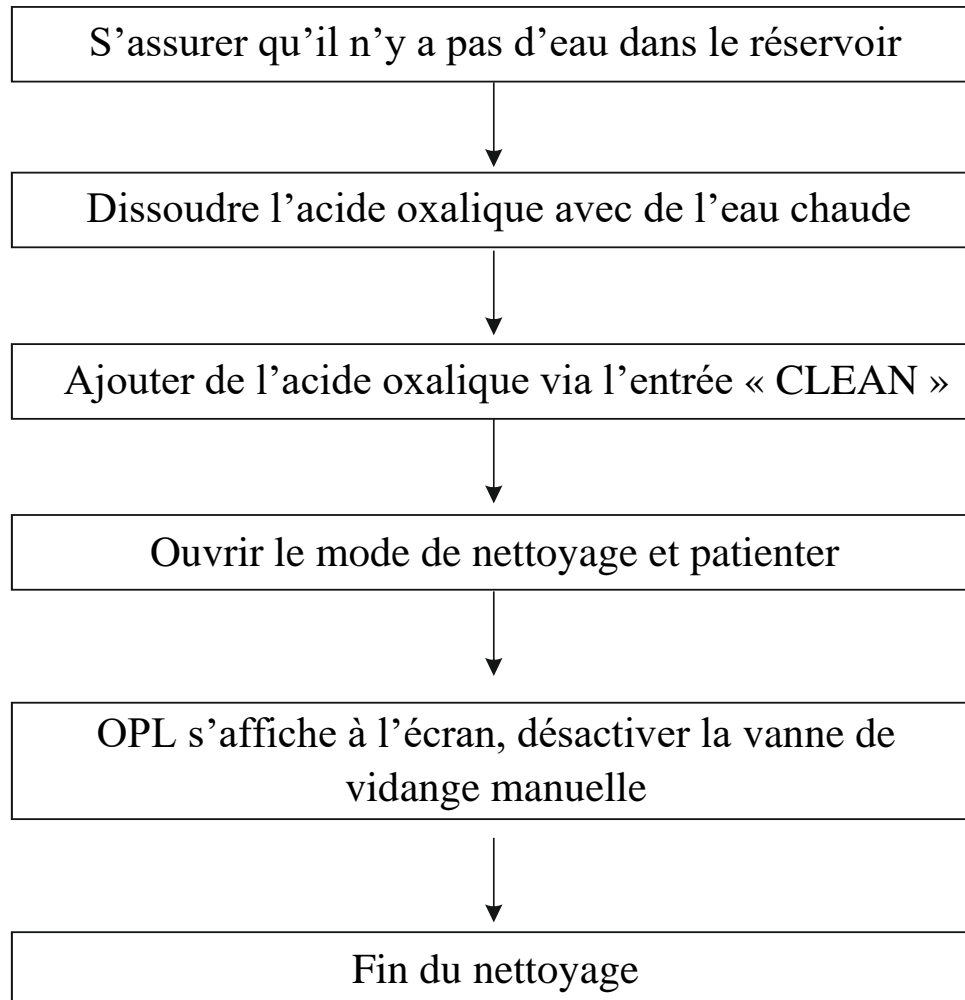 S’assurer qu’il n’y a pas d’eau dans le réservoir
Dissoudre l’acide oxalique avec de l’eau chaude
Ajouter de l’acide oxalique via l’entrée « CLEAN »
Ouvrir le mode de nettoyage et patienter
OPL s’affiche à l’écran, désactiver la vanne de
vidange manuelle
Fin du nettoyage